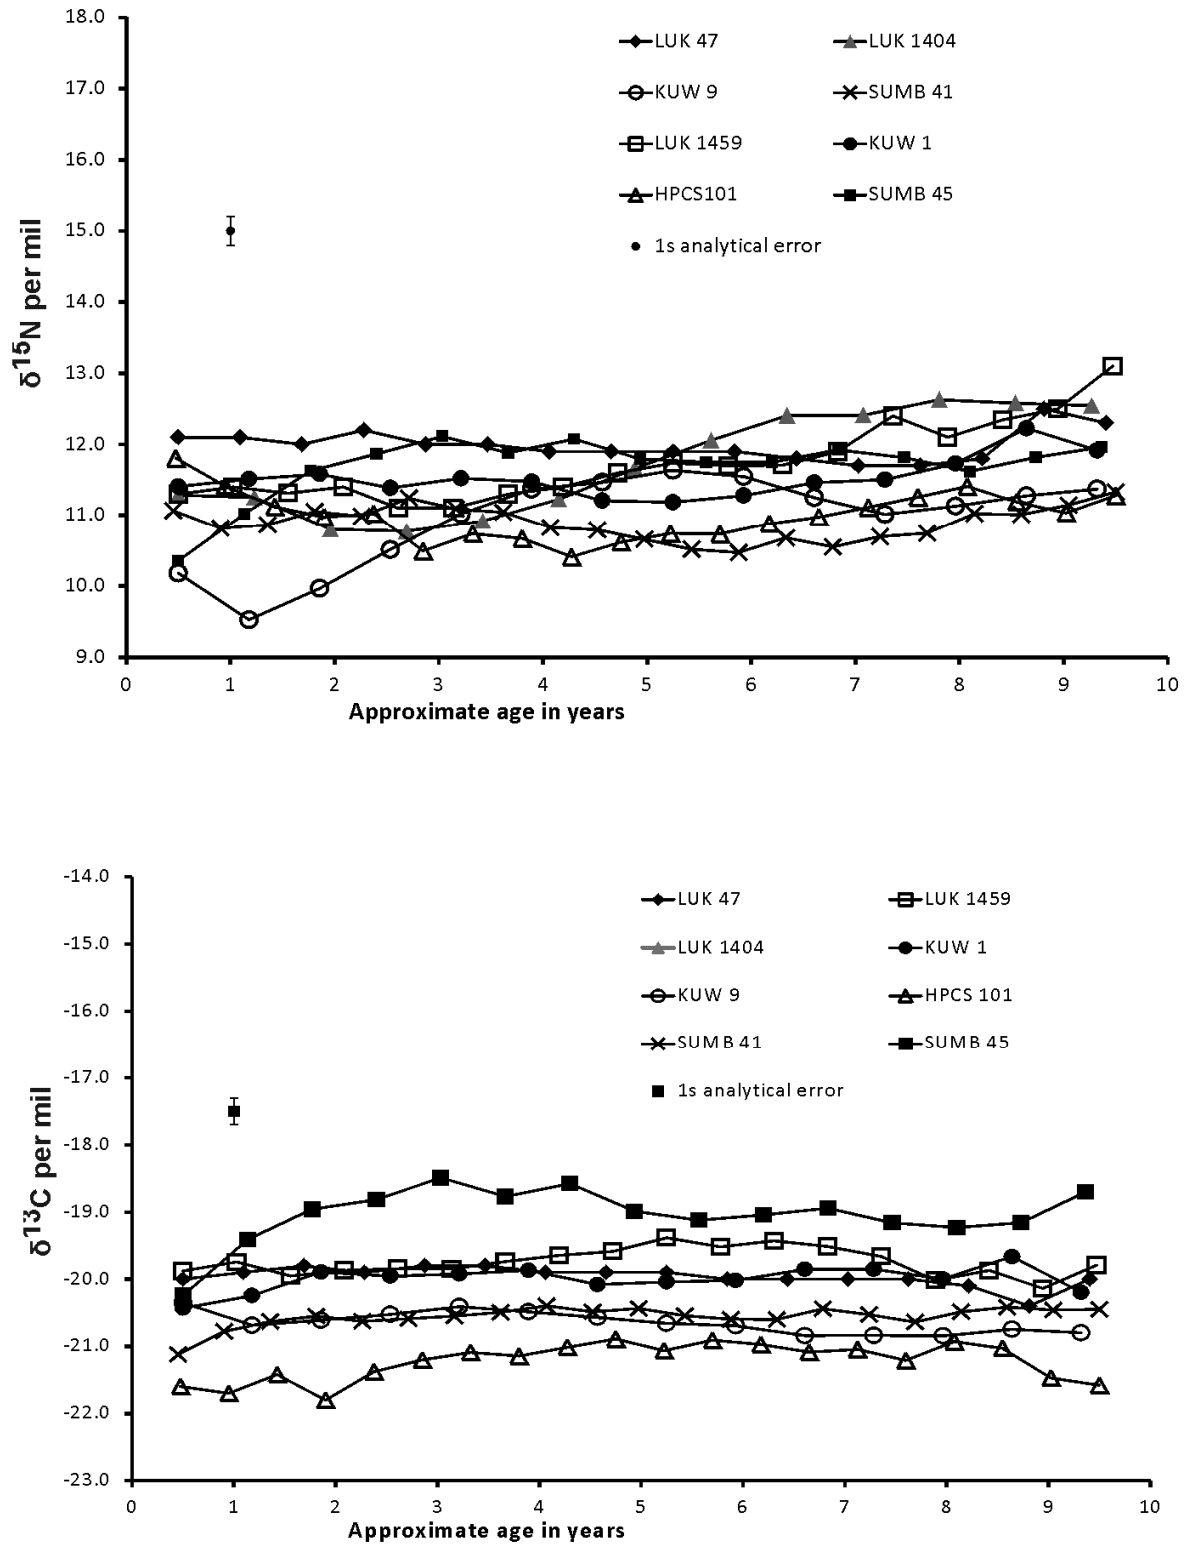 18.0
17.0
16.0
15.0
14.0
13.0
12.0
11.0
10.0
9.0
δ15N per mil
LUK 47
LUK 1404
KUW 9
SUMB 41
LUK 1459
KUW 1
HPCS101
SUMB 45
1s analytical error
0 1 2 3 4 5 6 7 8 9 10
Approximate age in years
-14.0
-15.0
-16.0
-17.0
-18.0
-19.0
-20.0
-21.0
-22.0
-23.0
δ13C per mil
LUK 47
LUK 1459
LUK 1404
KUW 1
KUW 9
HPCS 101
SUMB 41
SUMB 45
1s analytical error
0 1 2 3 4 5 6 7 8 9 10
Approximate age in years